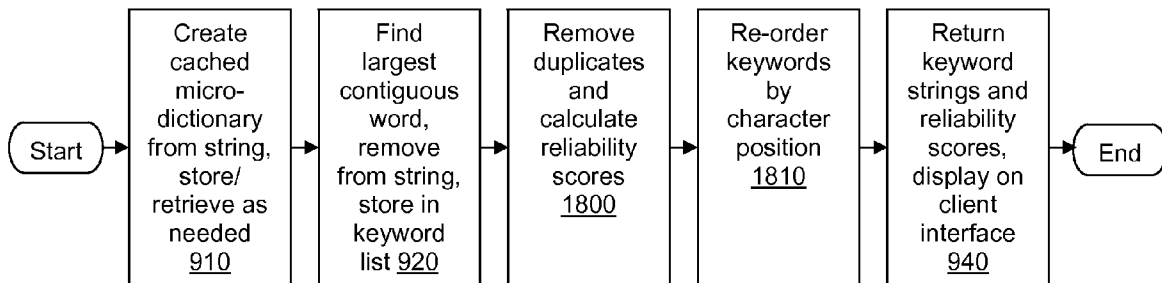 Start
Create
cached
micro-
dictionary
from string,
store/
retrieve as
needed
910
Find
largest
contiguous
word,
remove
from string,
store in
keyword
list 920
Remove
duplicates
and
calculate
reliability
scores
1800
Re-order
keywords
by
character
position
1810
Return
keyword
strings and
reliability
scores,
display on
client
interface
940
End